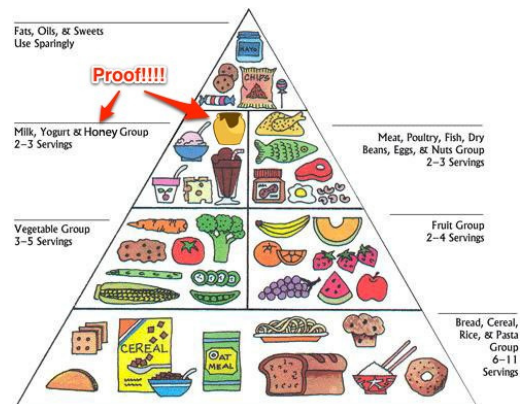 Fats, Oils, & Sweets
Use Sparingly
MAYO
CHIPS
Proof!!!!
Milk, Yogurt & Honey Group
2–3 Servings
Meat, Poultry, Fish, Dry
Beans, Eggs, & Nuts Group
2–3 Servings
Vegetable Group
3–5 Servings
Fruit Group
2–4 Servings
CEREAL
OAT
MEAL
Bread, Cereal,
Rice, & Pasta
Group
6–11
Servings